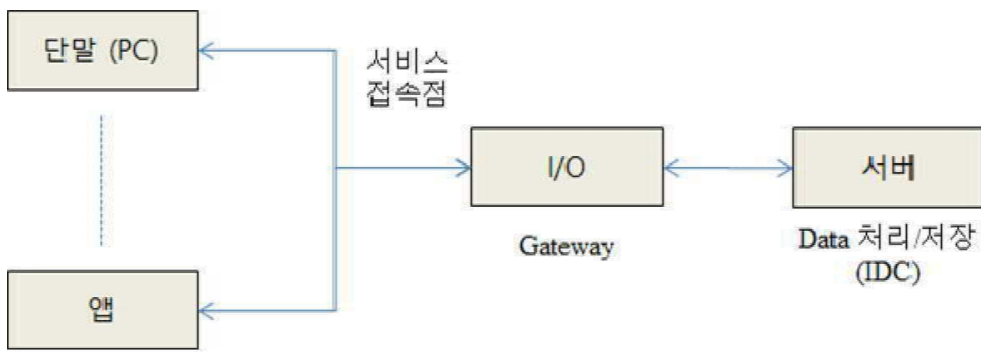 단말 (PC)
서비스
접속점
I/O
서버
Gateway
Data 처리/저장
(IDC)
앱